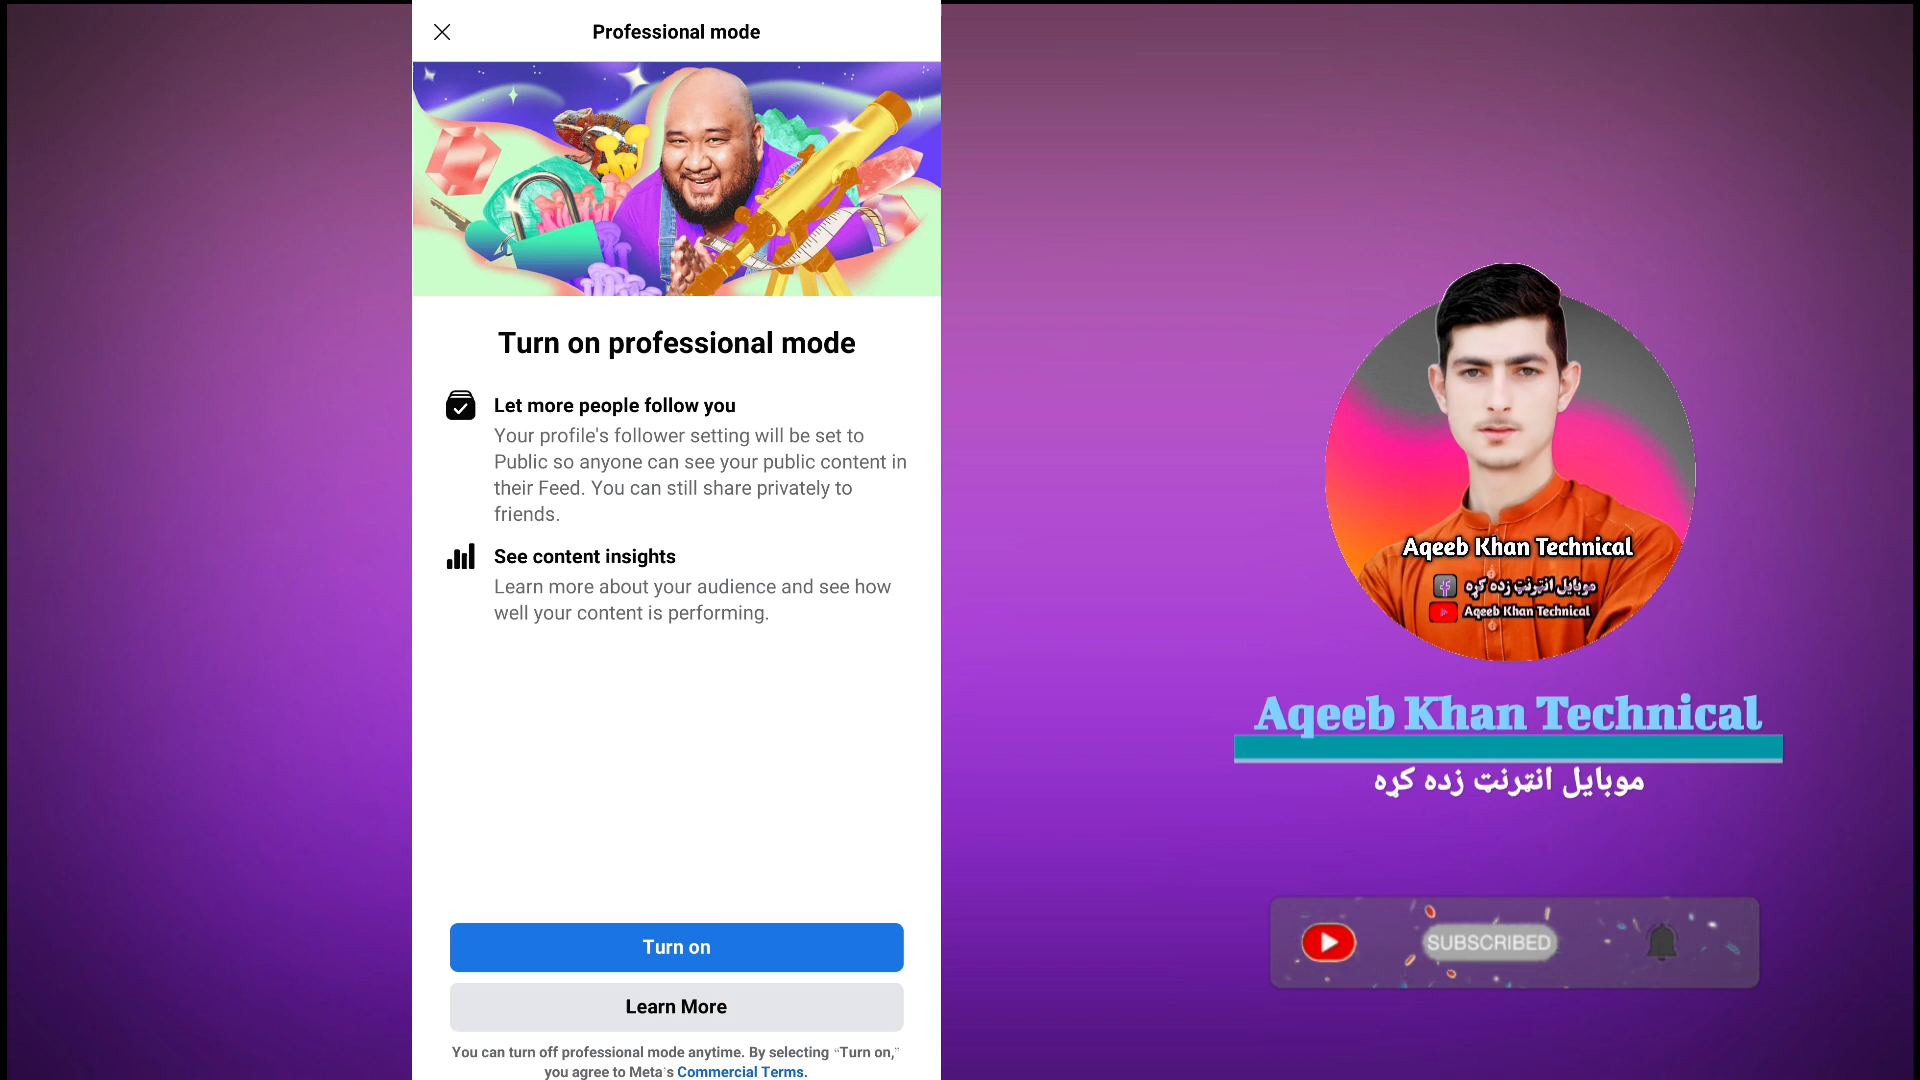 Professional mode
Turn on professional mode
Let more people follow you
Your profile's follower setting will be set to
Public so anyone can see your public content in
their Feed. You can still share privately to
friends.
See content insights
Learn more about your audience and see how
well your content is performing.
Turn on
Learn More
You can turn off professional mode anytime. By selecting “Turn on,”
you agree to Meta's Commercial Terms.
Aqeeb Khan Technical
موبایل انټرنټ زده کړه
Aqeeb Khan Technical
Aqeeb Khan Technical
موبایل انټرنټ زده کړه
SUBSCRIBED